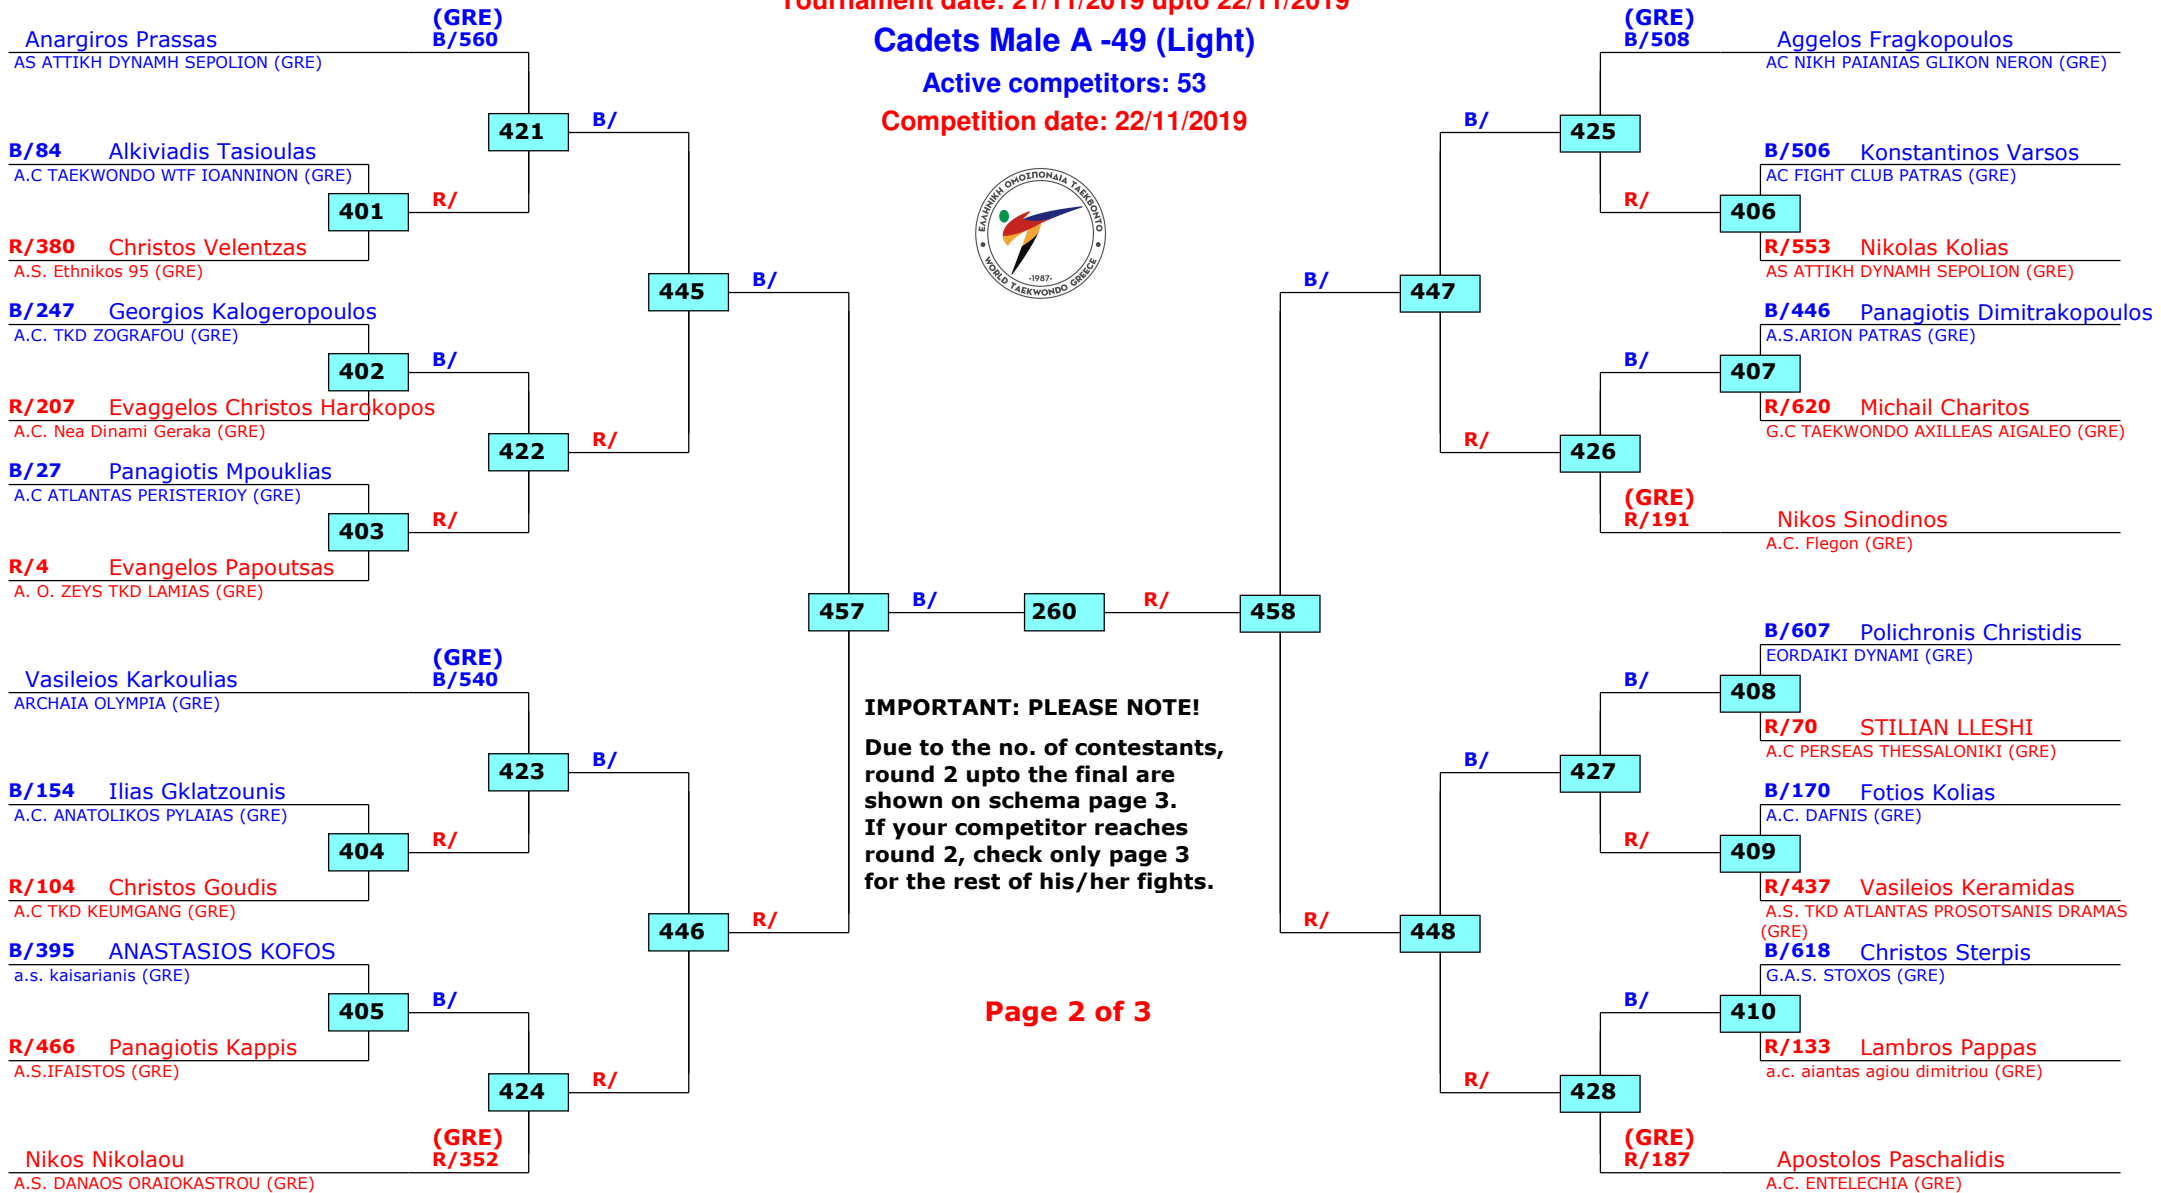 Tournament date: 21/11/2019 upto 22/11/2019
Cadets Male A -49 (Light)
Active competitors: 53
Competition date: 22/11/2019
ΕΛΛΗΝΙΚΗ ΟΜΟΣΠΟΝΔΙΑ ΤΑΕΚΒΟΝΤΟ
·1987·
WORLD TAEKWONDO GREECE
(GRE)
Anargiros Prassas B/560
AS ATTIKH DYNAMH SEPOLION (GRE)
421 B/
B/84 Alkiviadis Tasioulas
A.C TAEKWONDO WTF IOANNINON (GRE)
401 R/
R/380 Christos Velentzas
A.S. Ethnikos 95 (GRE)
445 B/
B/247 Georgios Kalogeropoulos
A.C. TKD ZOGRAFOU (GRE)
402 B/
R/207 Evaggelos Christos Harokopos
A.C. Nea Dinami Geraka (GRE)
422 R/
B/27 Panagiotis Mpouklias
A.C ATLANTAS PERISTERIOY (GRE)
403 R/
R/4 Evangelos Papoutsas
A. O. ZEYS TKD LAMIAS (GRE)
457 B/ 260 R/ 458
(GRE)
Vasileios Karkoulias B/540
ARCHAIA OLYMPIA (GRE)
423 B/
B/154 Ilias Gklatzounis
A.C. ANATOLIKOS PYLAIAS (GRE)
404 R/
R/104 Christos Goudis
A.C TKD KEUMGANG (GRE)
446 R/
B/395 ANASTASIOS KOFOS
a.s. kaisarianis (GRE)
405 B/
R/466 Panagiotis Kappis
A.S.IFAISTOS (GRE)
424 R/
(GRE)
Nikos Nikolaou R/352
A.S. DANAOS ORAIOKASTROU (GRE)
IMPORTANT: PLEASE NOTE!
Due to the no. of contestants,
round 2 upto the final are
shown on schema page 3.
If your competitor reaches
round 2, check only page 3
for the rest of his/her fights.
Page 2 of 3
(GRE)
B/508 Aggelos Fragkopoulos
AC NIKH PAIANIAS GLIKON NERON (GRE)
B/ 425
B/506 Konstantinos Varsos
AC FIGHT CLUB PATRAS (GRE)
R/ 406
R/553 Nikolas Kolias
AS ATTIKH DYNAMH SEPOLION (GRE)
B/ 447
B/446 Panagiotis Dimitrakopoulos
A.S.ARION PATRAS (GRE)
B/ 407
R/620 Michail Charitos
G.C TAEKWONDO AXILLEAS AIGALEO (GRE)
R/ 426
(GRE)
R/191 Nikos Sinodinos
A.C. Flegon (GRE)
B/607 Polichronis Christidis
EORDAIKI DYNAMI (GRE)
B/ 408
R/70 STILIAN LLESHI
A.C PERSEAS THESSALONIKI (GRE)
B/ 427
B/170 Fotios Kolias
A.C. DAFNIS (GRE)
R/ 409
R/437 Vasileios Keramidas
A.S. TKD ATLANTAS PROSOTSANIS DRAMAS
(GRE)
R/ 448
B/618 Christos Sterpis
G.A.S. STOXOS (GRE)
B/ 410
R/133 Lambros Pappas
a.c. aiantas agiou dimitriou (GRE)
R/ 428
(GRE)
R/187 Apostolos Paschalidis
A.C. ENTELECHIA (GRE)